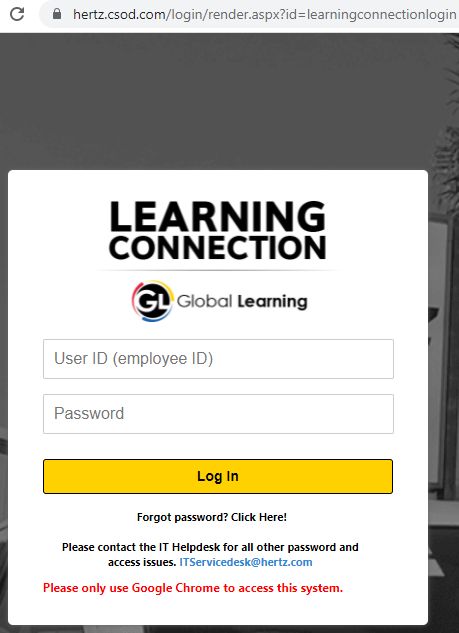 hertz.csod.com/login/render.aspx?id=learningconnectionlogin
LEARNING
CONNECTION
GL Global Learning
User ID (employee ID)
Password
Log In
Forgot password? Click Here!
Please contact the IT Helpdesk for all other password and
access issues. ITServicedesk@hertz.com
Please only use Google Chrome to access this system.